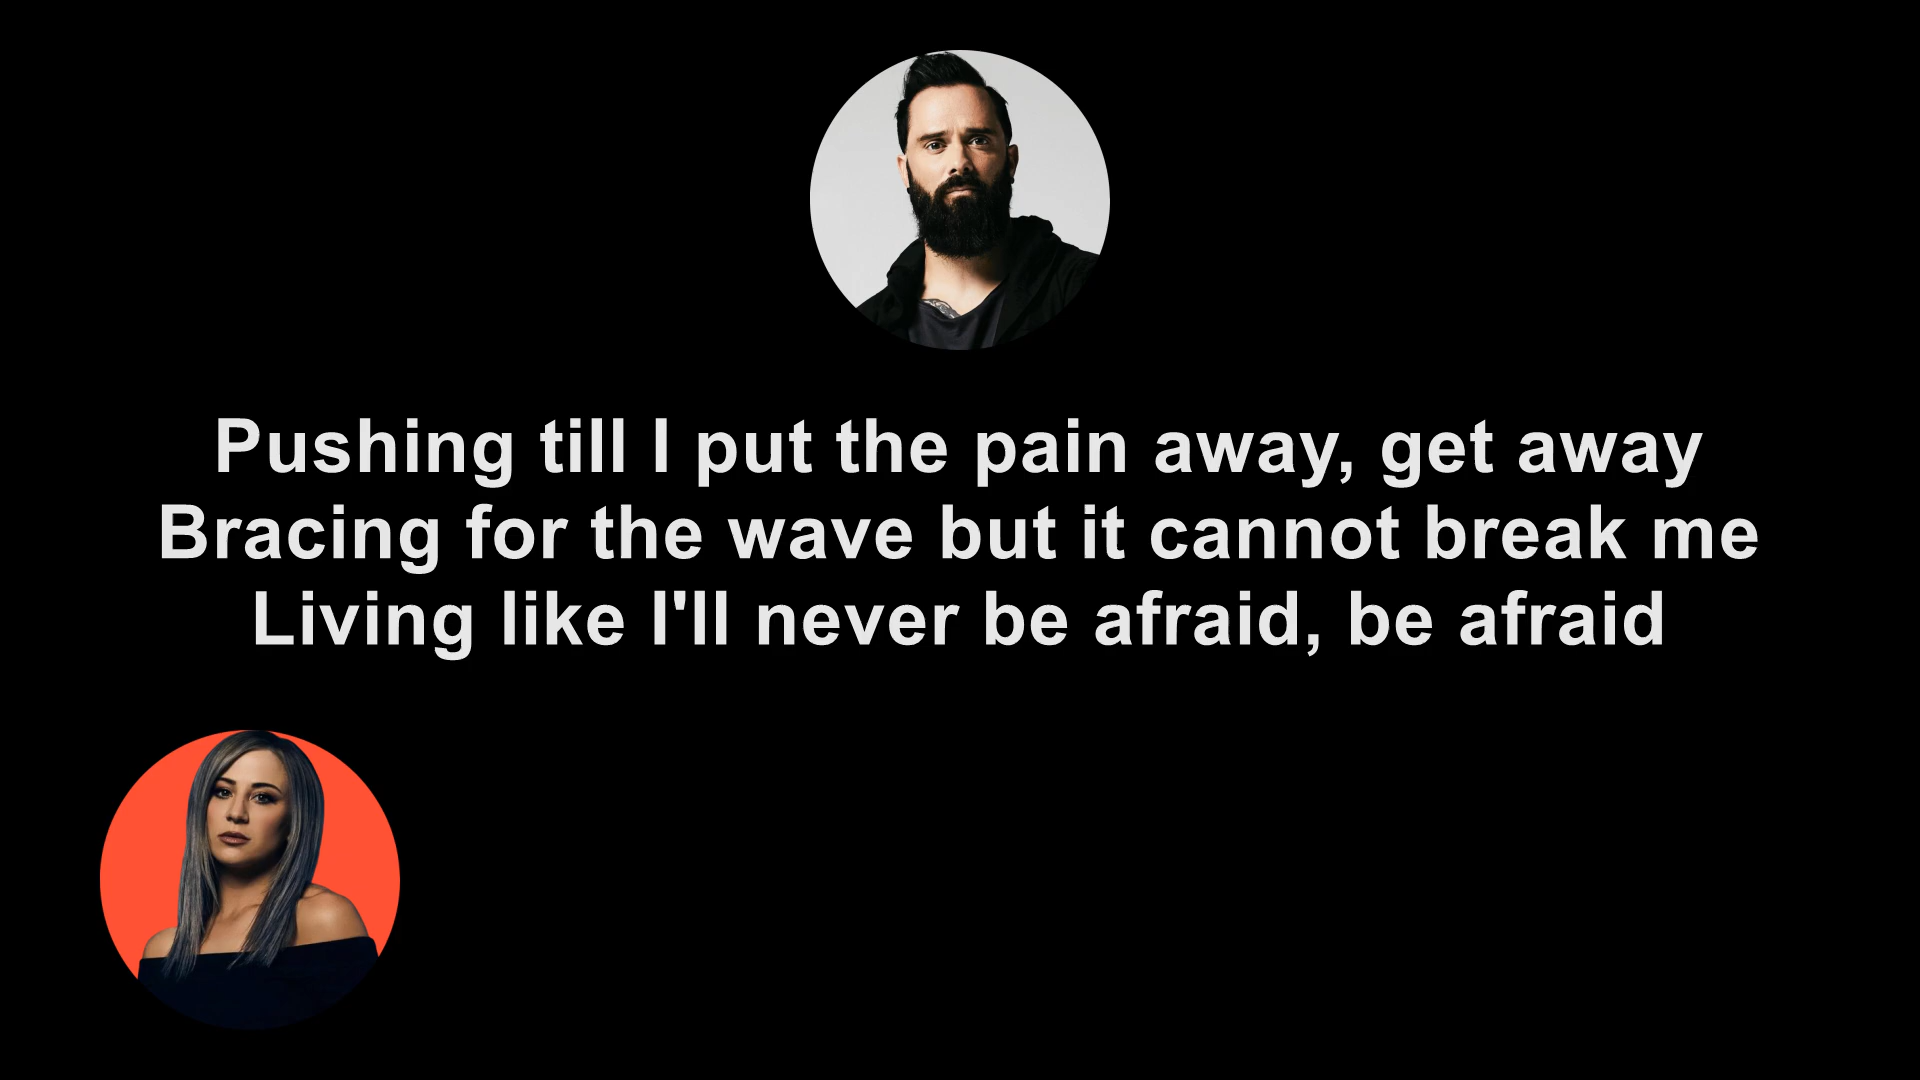 Pushing till I put the pain away, get away
Bracing for the wave but it cannot break me
Living like I'll never be afraid, be afraid